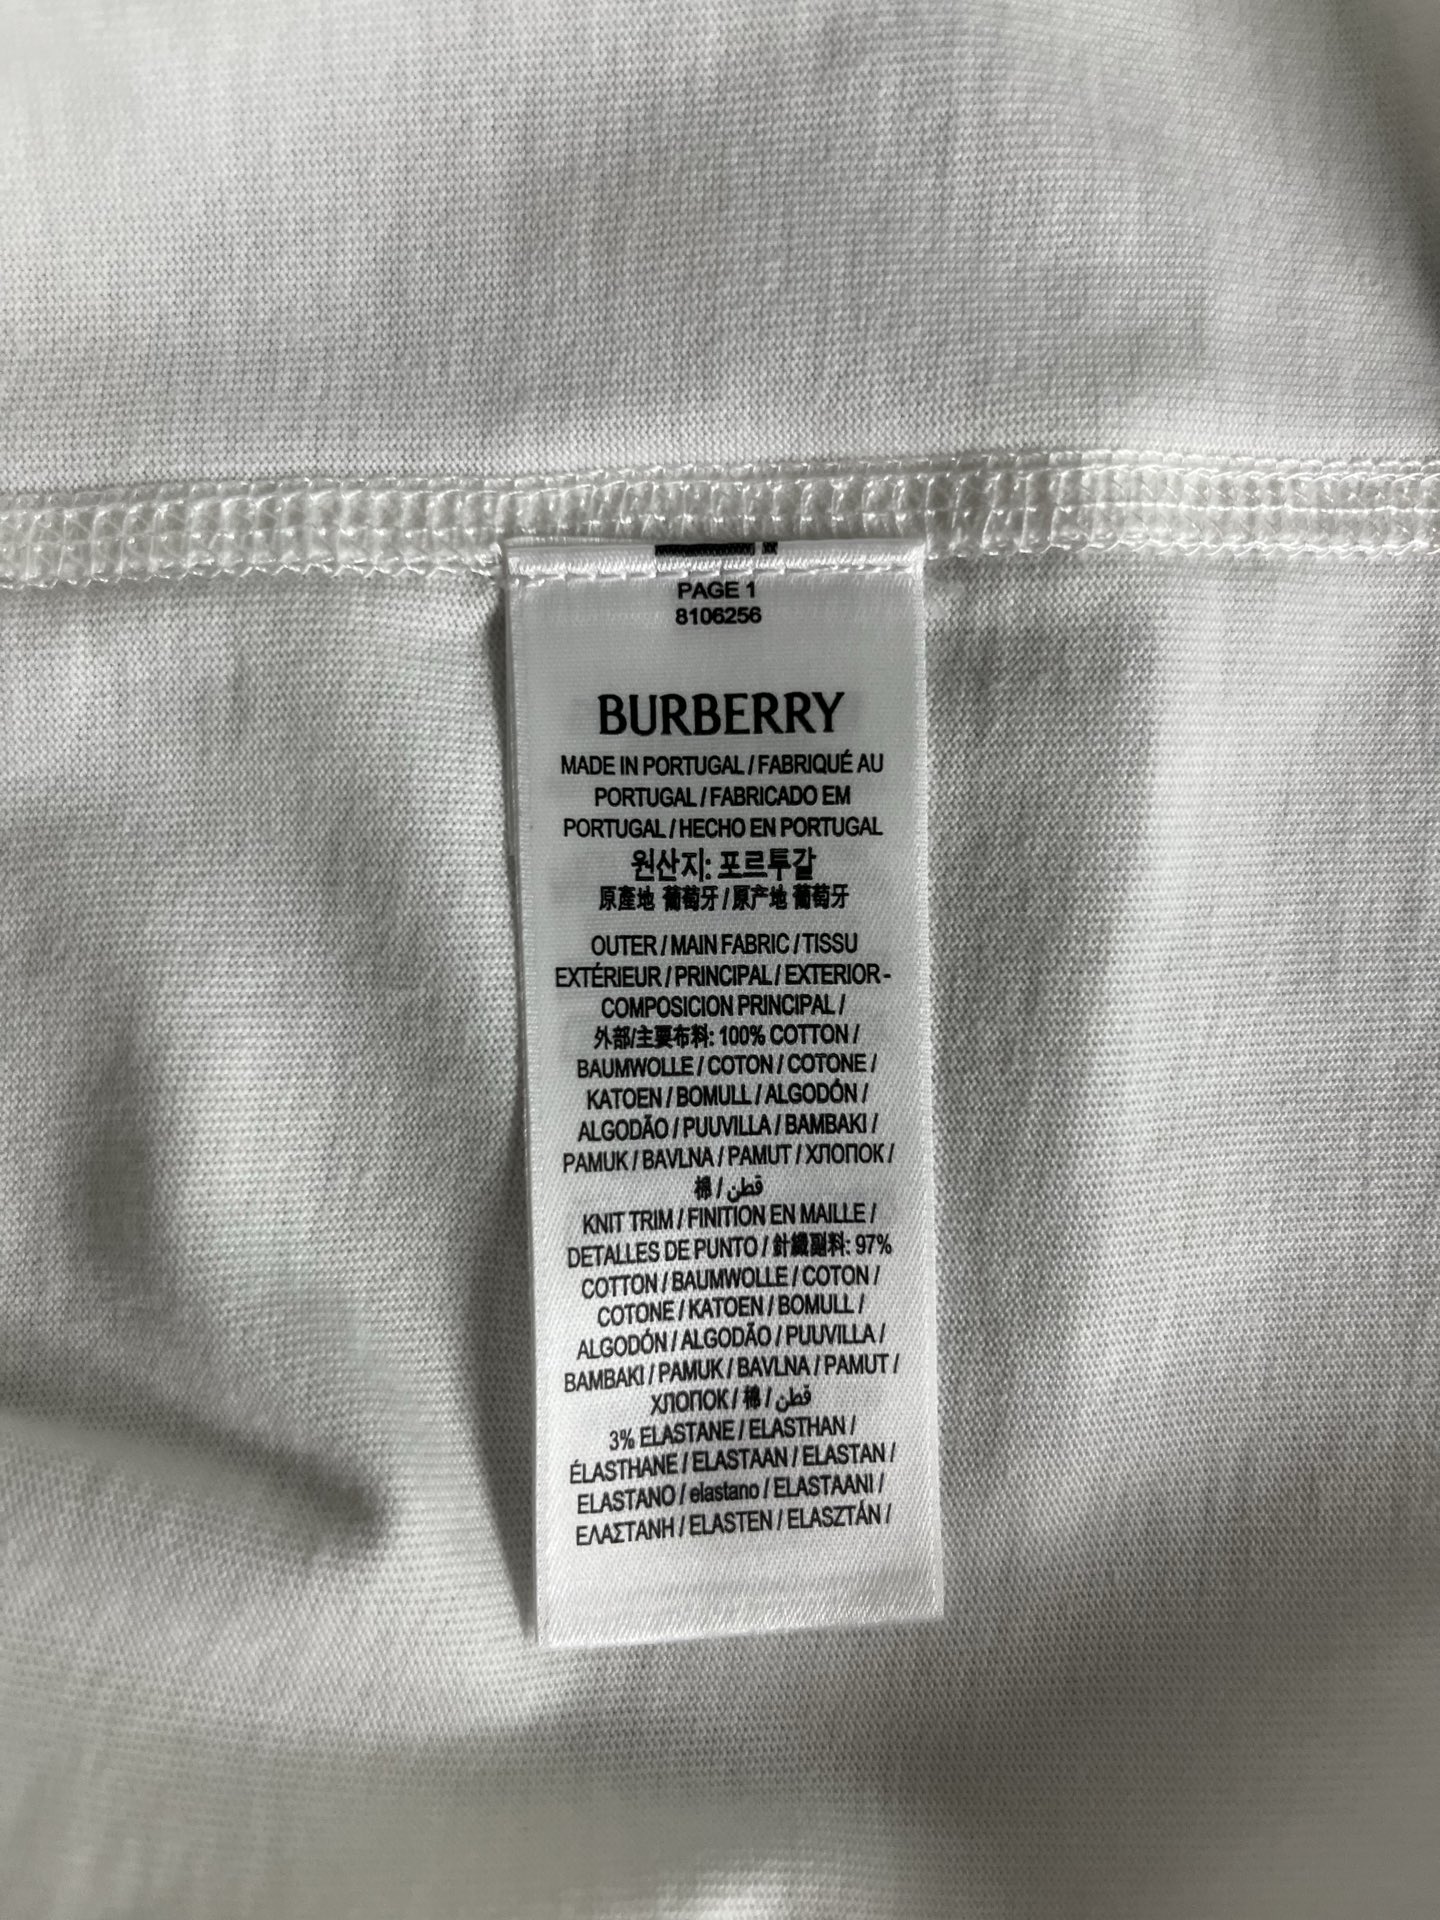 PAGE 1
8106256
BURBERRY
MADE IN PORTUGAL / FABRIQUÉ AU
PORTUGAL / FABRICADO EM
PORTUGAL / HECHO EN PORTUGAL
원산지: 포르투갈
原產地 葡萄牙 / 原产地 葡萄牙
OUTER / MAIN FABRIC / TISSU
EXTÉRIEUR / PRINCIPAL / EXTERIOR -
COMPOSICION PRINCIPAL /
外部/主要布料: 100% COTTON /
BAUMWOLLE / COTON / COTONE /
KATOEN / BOMULL / ALGODÓN /
ALGODÃO / PUUVILLA / BAMBAKI /
PAMUK / BAVLNA / PAMUT / ХЛОПОК /
棉 / قطن
KNIT TRIM / FINITION EN MAILLE /
DETALLES DE PUNTO / 針織副料: 97%
COTTON / BAUMWOLLE / COTON /
COTONE / KATOEN / BOMULL /
ALGODÓN / ALGODÃO / PUUVILLA /
BAMBAKI / PAMUK / BAVLNA / PAMUT /
ХЛОПОК / 棉 / قطن
3% ELASTANE / ELASTHAN /
ÉLASTHANE / ELASTAAN / ELASTAN /
ELASTANO / elastano / ELASTAANI /
ΕΛΑΣΤΑΝΗ / ELASTEN / ELASZTÁN /